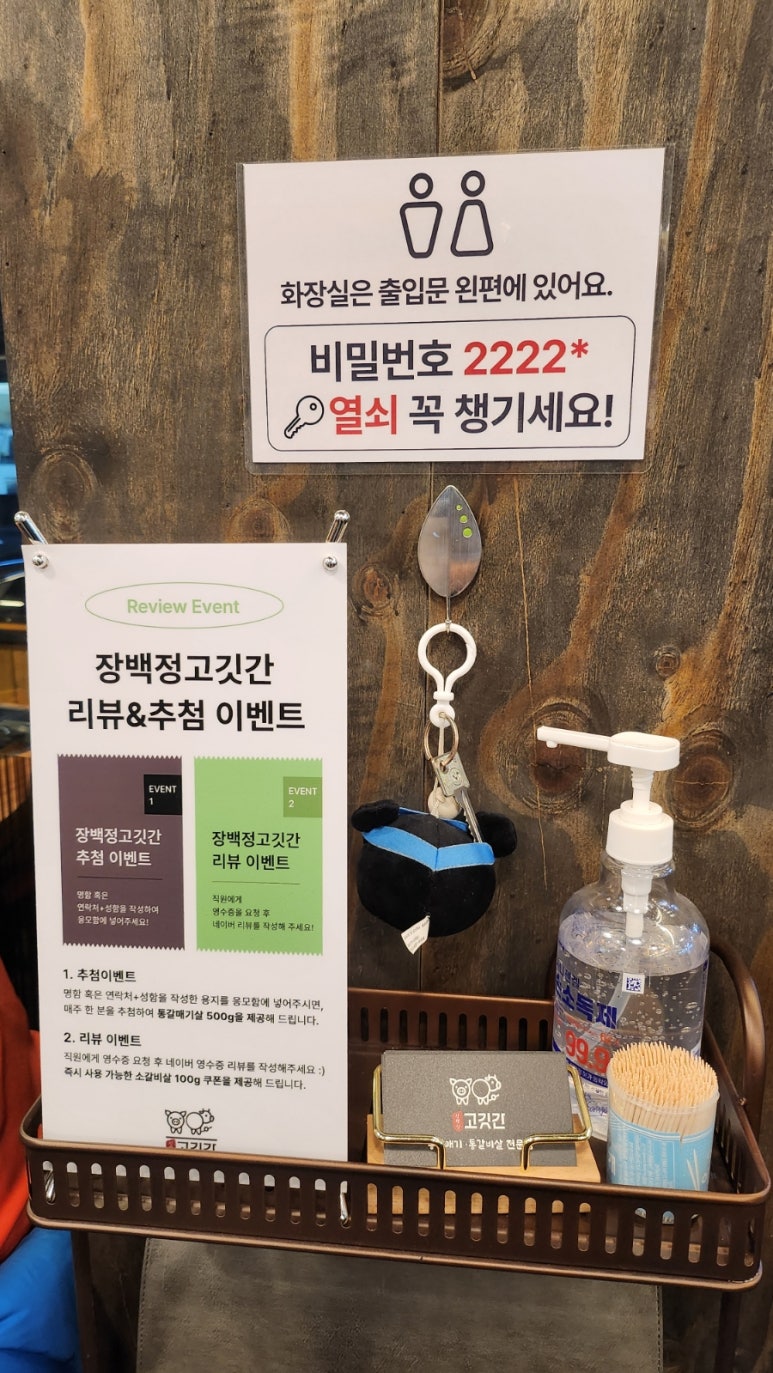 화장실은 출입문 왼편에 있어요.
비밀번호 2222*
열쇠 꼭 챙기세요!
Review Event
장백정고깃간
리뷰&추첨 이벤트
EVENT
1
장백정고깃간
추첨 이벤트
명함 혹은
연락처+성함을 작성하여
응모함에 넣어주세요!
EVENT
2
장백정고깃간
리뷰 이벤트
직원에게
영수증을 요청 후
네이버 리뷰를 작성해 주세요!
1. 추첨이벤트
명함 혹은 연락처+성함을 작성한 용지를 응모함에 넣어주시면,
매주 한 분을 추첨하여 통갈매기살 500g을 제공해 드립니다.
2. 리뷰 이벤트
직원에게 영수증 요청 후 네이버 영수증 리뷰를 작성해주세요 :)
즉시 사용 가능한 소갈비살 100g 쿠폰을 제공해 드립니다.
고깃간
고깃간
통갈비살 전문
소독제
99.9